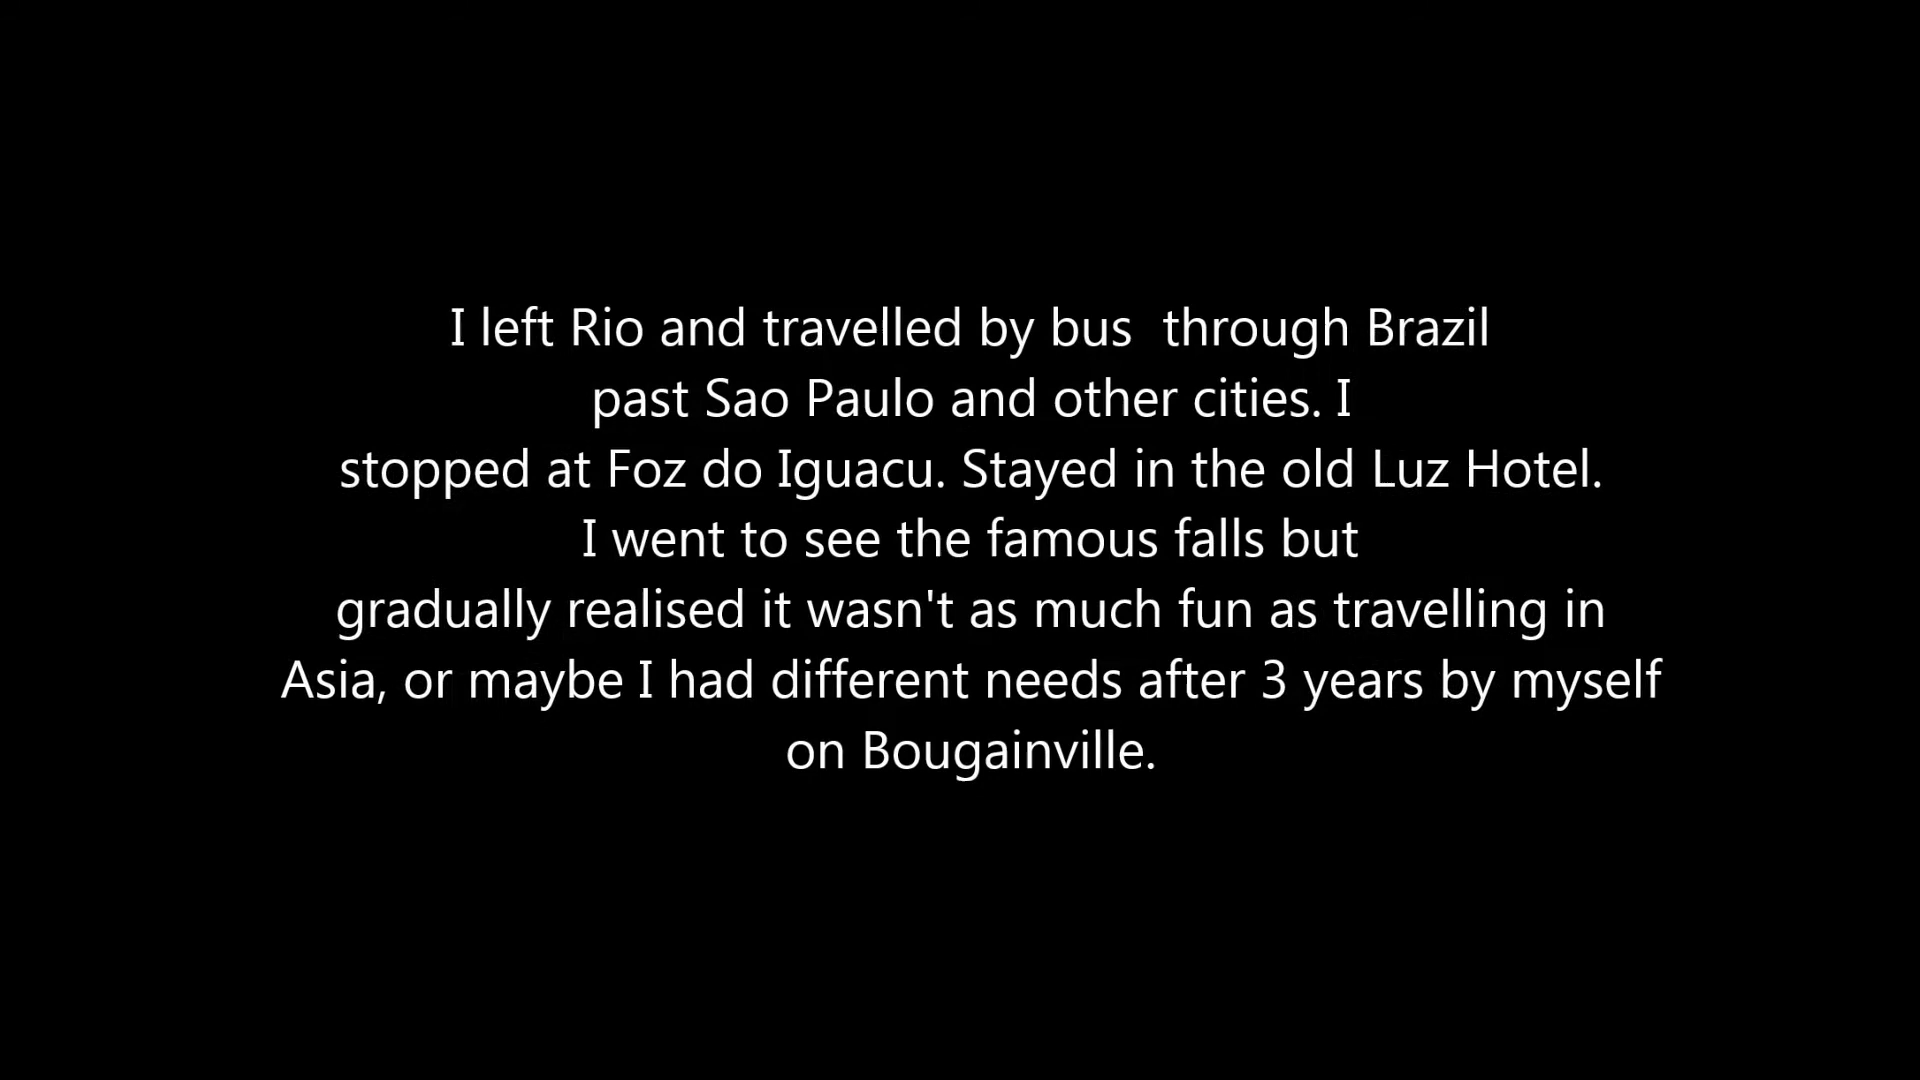 I left Rio and travelled by bus  through Brazil
past Sao Paulo and other cities. I
stopped at Foz do Iguacu. Stayed in the old Luz Hotel.
I went to see the famous falls but
gradually realised it wasn't as much fun as travelling in
Asia, or maybe I had different needs after 3 years by myself
on Bougainville.